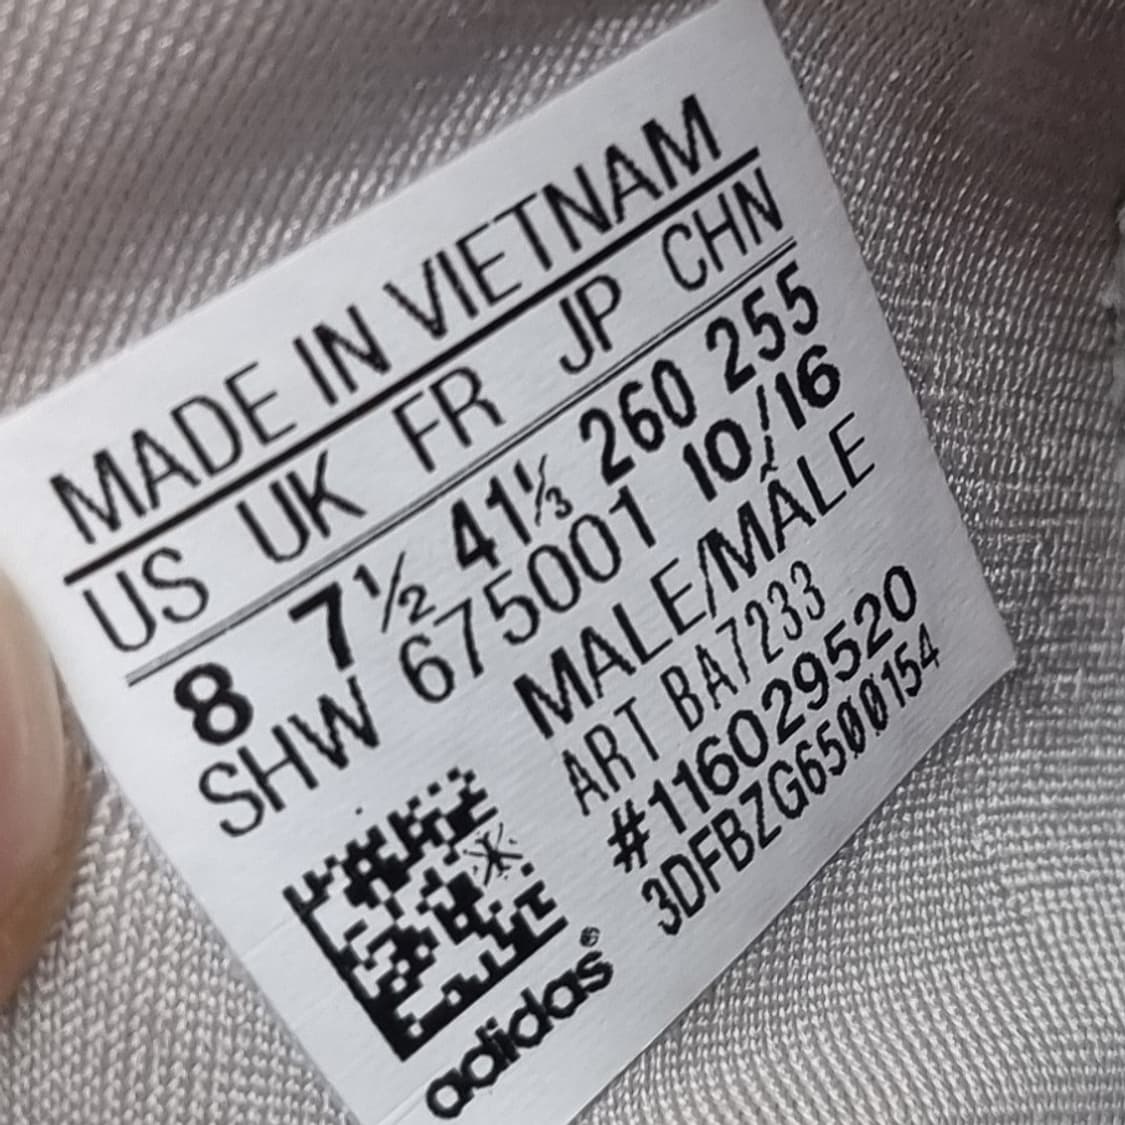 MADE IN VIETNAM
US UK FR JP CHN
8 7½ 41⅓ 260 255
SHW 675001 10/16
MALE/MÂLE
ART BA7233
#116029520
3DFBZG6500154
adidas®